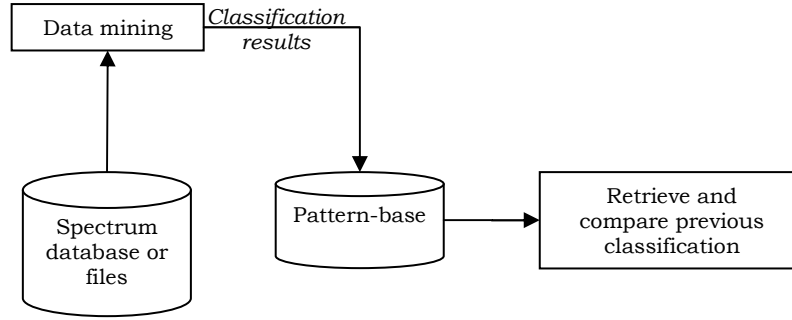 Data mining
Classification
results
Spectrum
database or
files
Pattern-base
Retrieve and
compare previous
classification